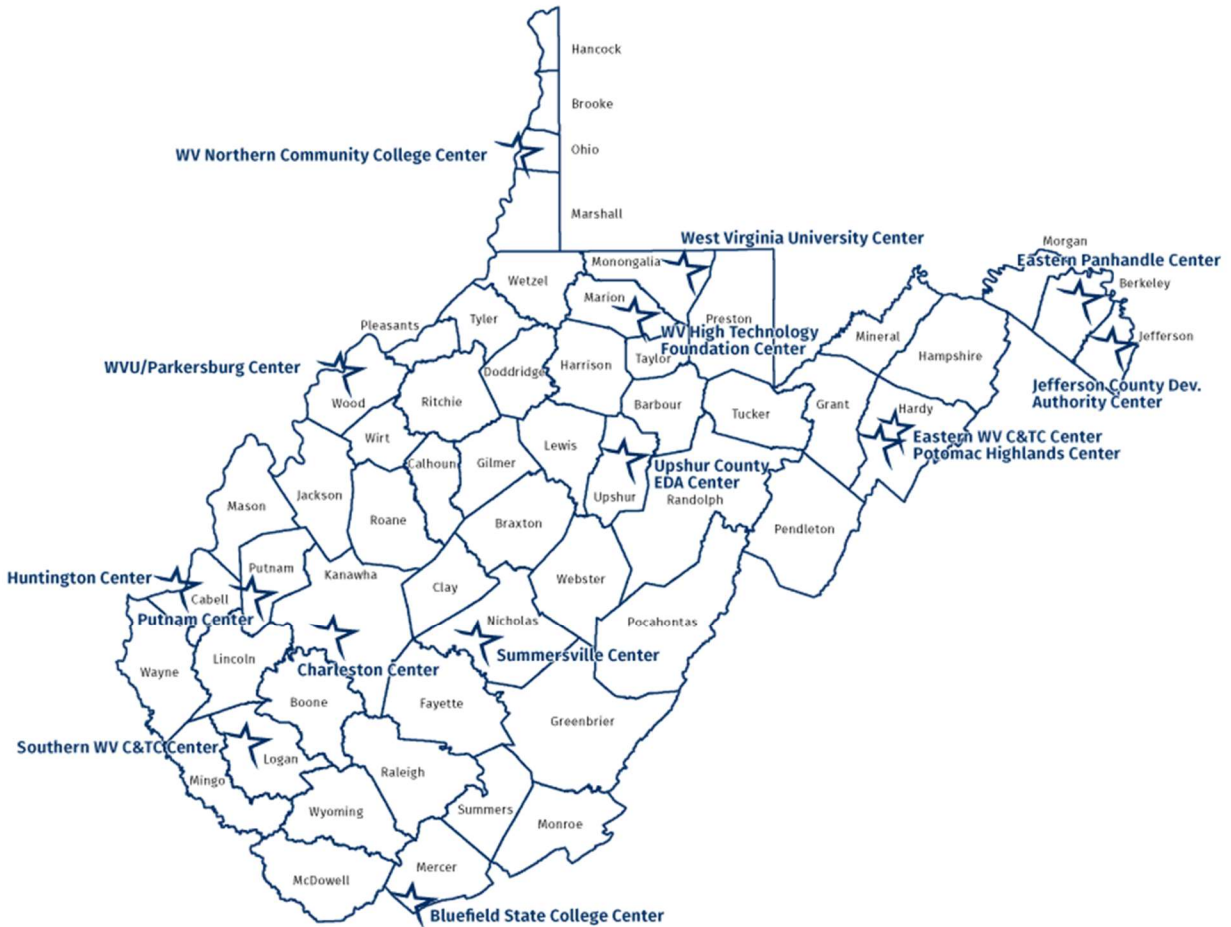 Hancock
Brooke
WV Northern Community College Center
Ohio
Marshall
West Virginia University Center
Morgan
Eastern Panhandle Center
Monongalia
Wetzel
Berkeley
Marion
Tyler
Preston
Pleasants
WV High Technology
Foundation Center
Mineral
Jefferson
Hampshire
Taylor
Harrison
WVU/Parkersburg Center
Doddridge
Jefferson County Dev.
Authority Center
Wood
Ritchie
Barbour
Tucker
Grant
Hardy
Wirt
Lewis
Eastern WV C&TC Center
Potomac Highlands Center
Calhoun
Gilmer
Upshur County
EDA Center
Jackson
Upshur
Randolph
Mason
Roane
Braxton
Pendleton
Putnam
Kanawha
Huntington Center
Webster
Clay
Cabell
Putnam Center
Nicholas
Pocahontas
Lincoln
Summersville Center
Wayne
Charleston Center
Boone
Fayette
Greenbrier
Southern WV C&TC Center
Logan
Mingo
Raleigh
Wyoming
Summers
Monroe
Mercer
McDowell
Bluefield State College Center